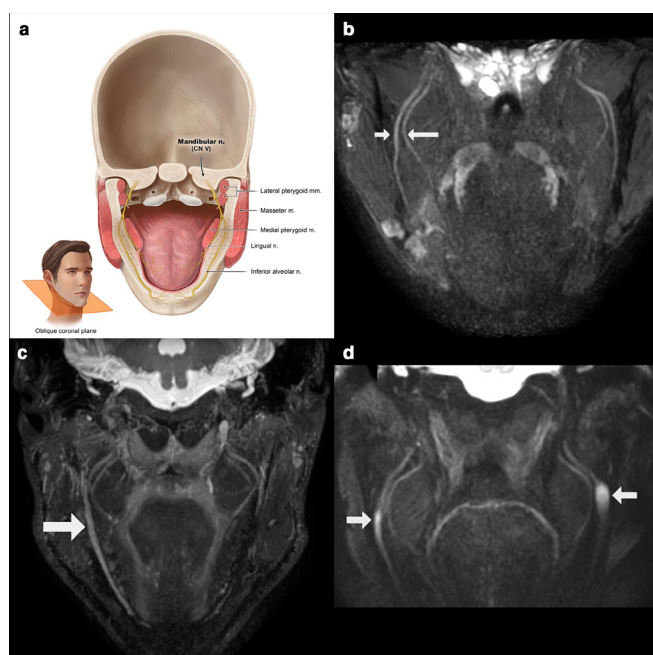 a
b
Mandibular n.
(CN V)
Lateral pterygoid mm.
Masseter m.
Medial pterygoid m.
Lingual n.
Inferior alveolar n.
Oblique coronal plane
c
d